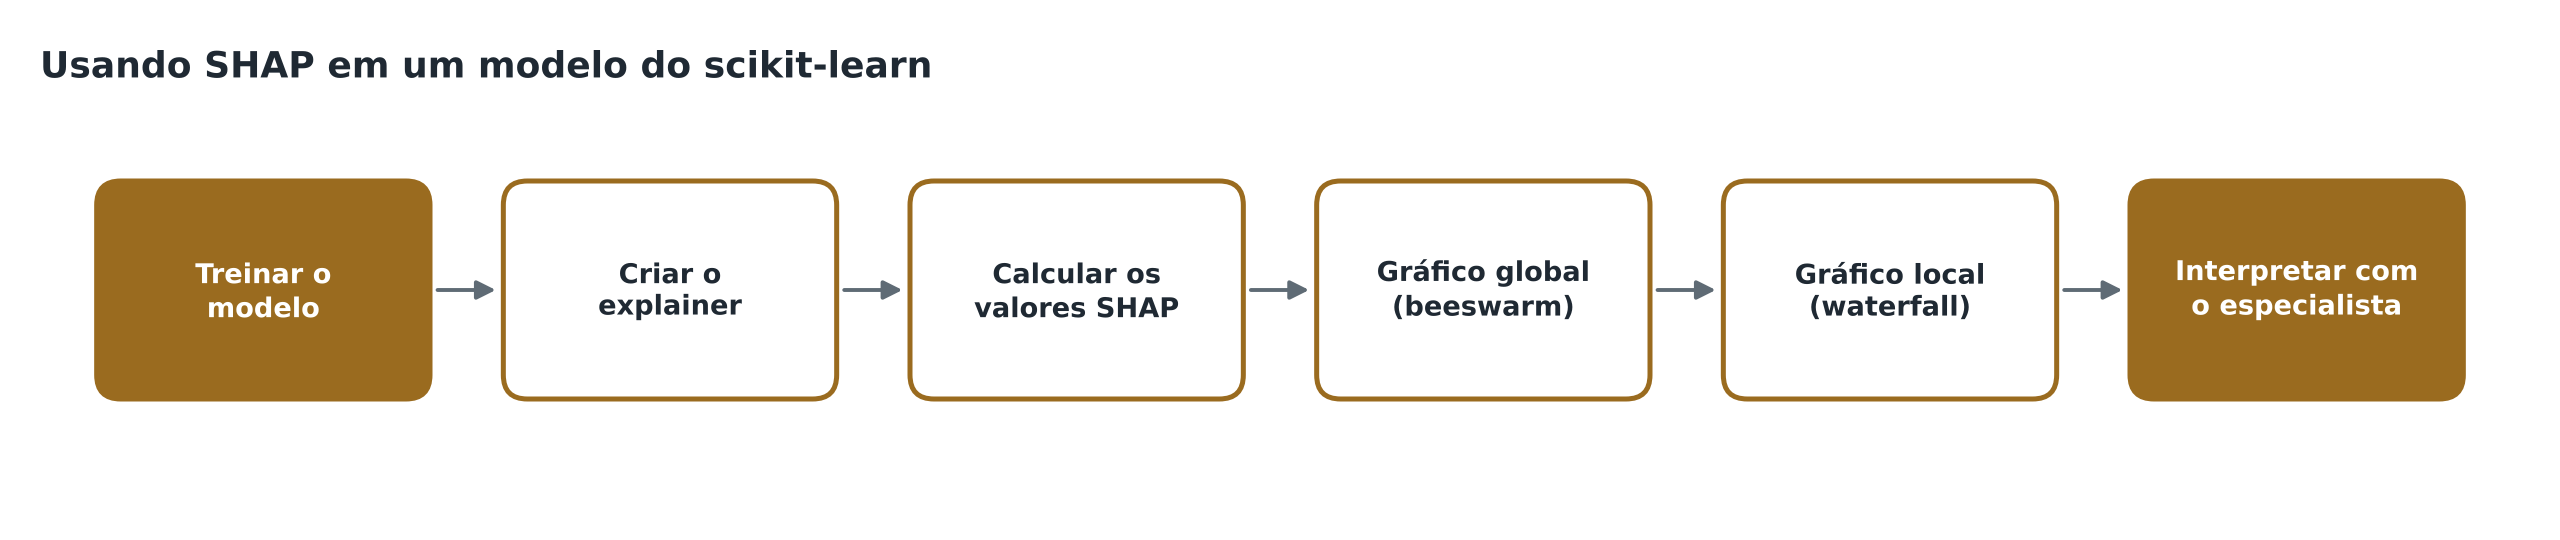 Usando SHAP em um modelo do scikit-learn
Treinar o
modelo
Criar o
explainer
Calcular os
valores SHAP
Gráfico global
(beeswarm)
Gráfico local
(waterfall)
Interpretar com
o especialista